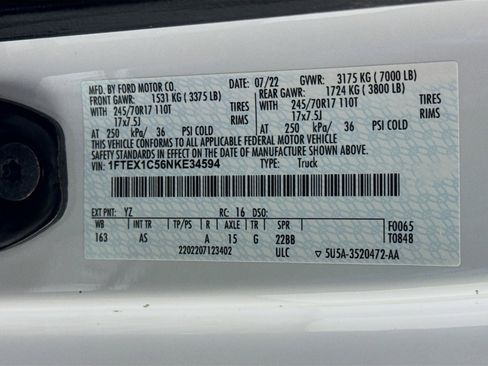 MFD. BY FORD MOTOR CO. DATE: 07/22 GVWR: 3175 KG ( 7000 LB)
FRONT GAWR: 1531 KG ( 3375 LB) REAR GAWR: 1724 KG ( 3800 LB)
WITH 245/70R17 110T TIRES WITH 245/70R17 110T TIRES
17x7.5J RIMS 17x7.5J RIMS
AT 250 kPa/ 36 PSI COLD AT 250 kPa/ 36 PSI COLD
THIS VEHICLE CONFORMS TO ALL APPLICABLE FEDERAL MOTOR VEHICLE SAFETY AND THEFT PREVENTION STANDARDS IN EFFECT ON THE DATE OF MANUFACTURE SHOWN ABOVE.
VIN: 1FTEX1C56NKE34594 TYPE: Truck
EXT PNT: YZ RC: 16 DSO: F0065
WB INT TR TP/PS R AXLE TR SPR T0848
163 AS A 15 G 22BB
2202207123402 ULC 5U5A-3520472-AA